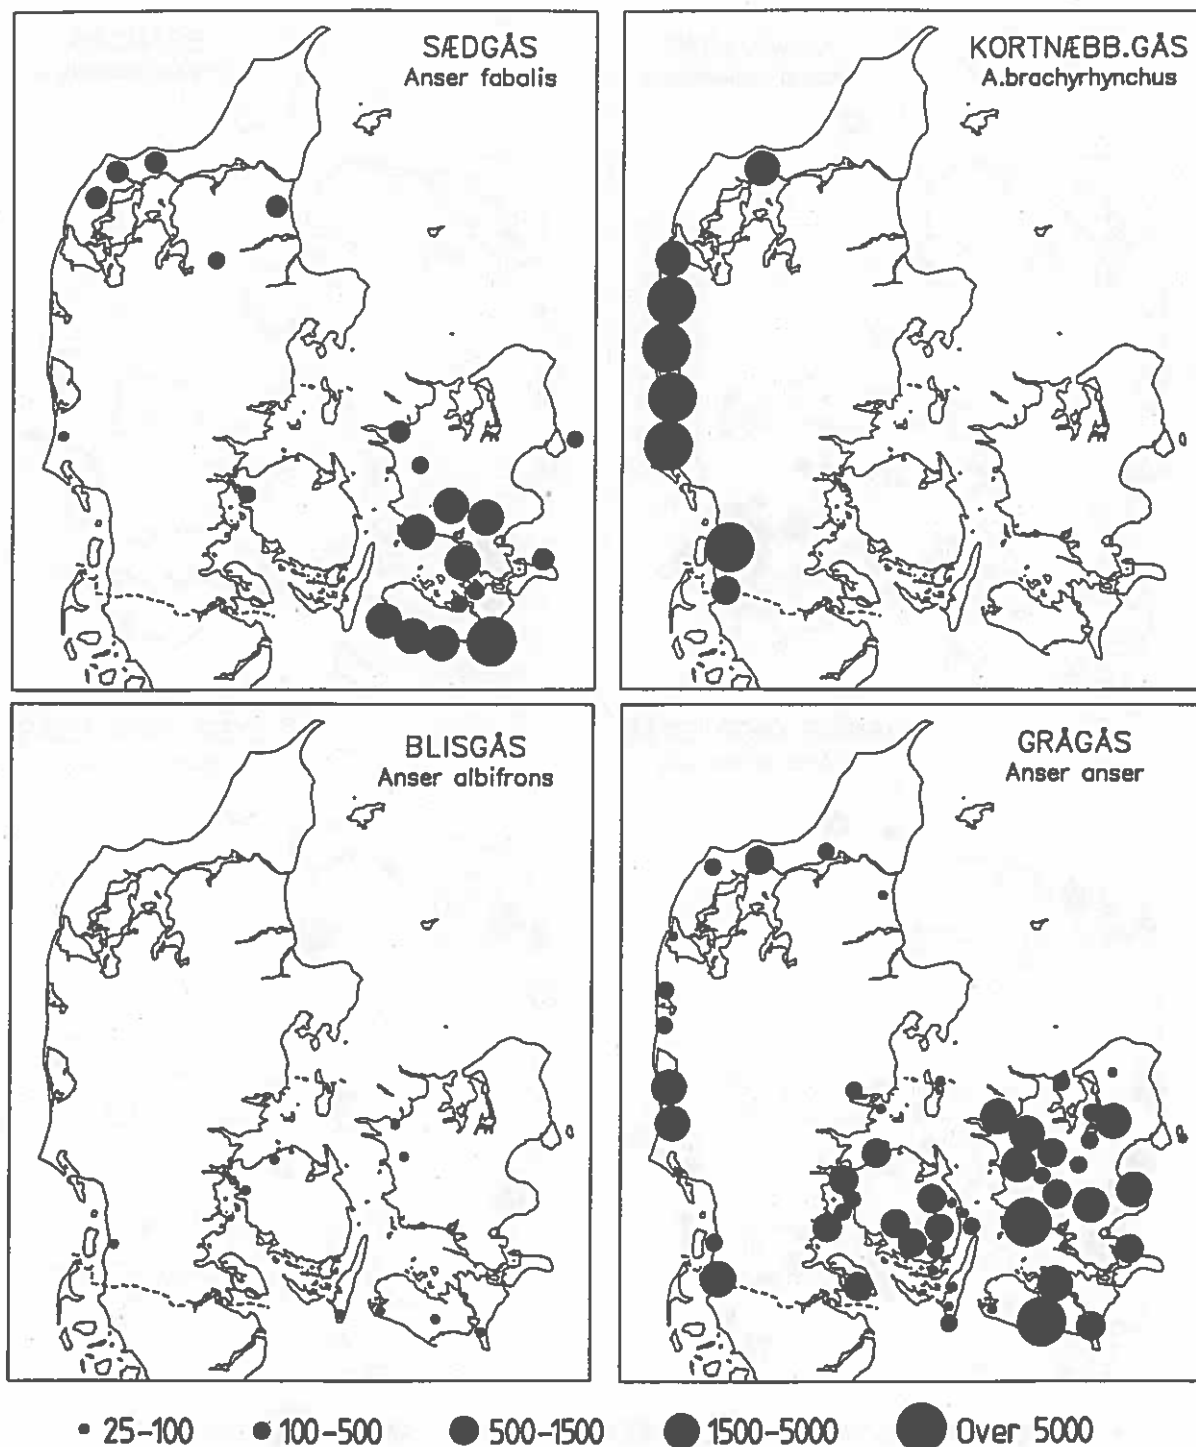 SÆDGÅS
Anser fabalis
KORTNÆBB.GÅS
A.brachyrhynchus
BLISGÅS
Anser albifrons
GRÅGÅS
Anser anser
25-100 100-500 500-1500 1500-5000 Over 5000